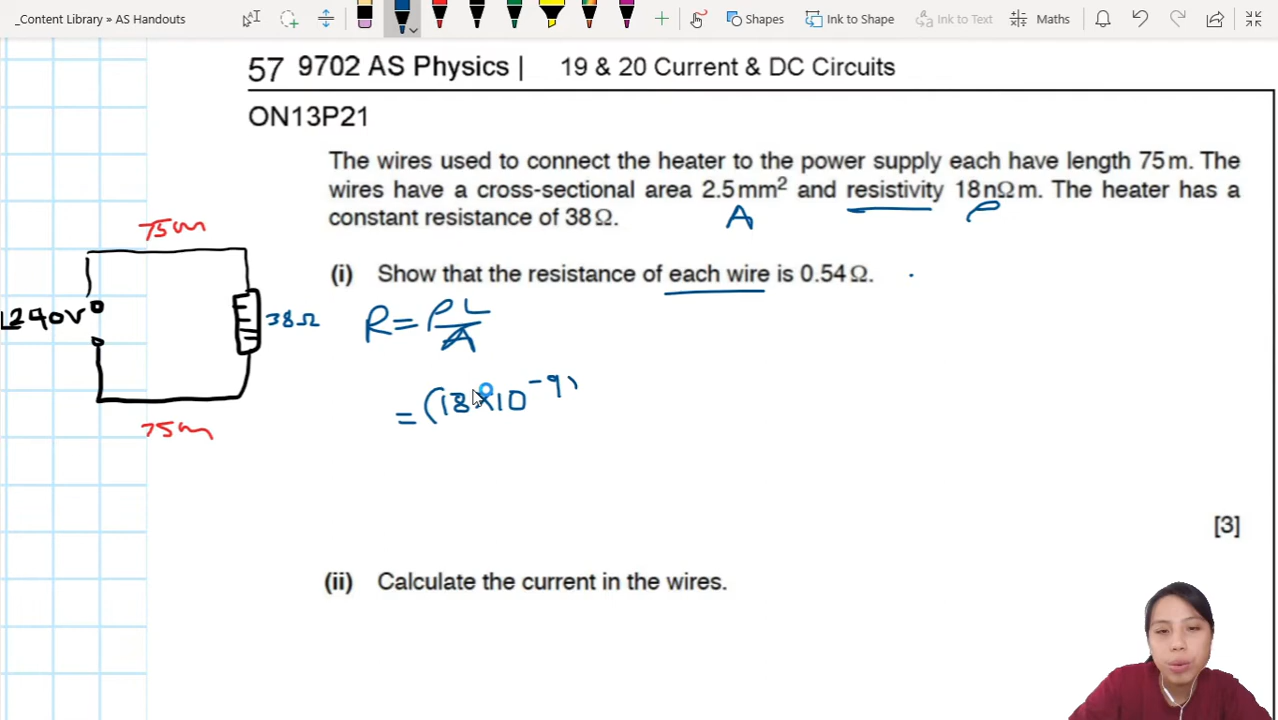 _Content Library » AS Handouts
Shapes
Ink to Shape
Ink to Text
Maths
57 9702 AS Physics | 19 & 20 Current & DC Circuits
ON13P21
The wires used to connect the heater to the power supply each have length 75 m. The
wires have a cross-sectional area 2.5 mm² and resistivity 18 nΩ m. The heater has a
constant resistance of 38 Ω.
A
ρ
75m
240V
38Ω
75m
(i) Show that the resistance of each wire is 0.54 Ω.
R = ρL/A
= (18×10⁻⁹)
[3]
(ii) Calculate the current in the wires.